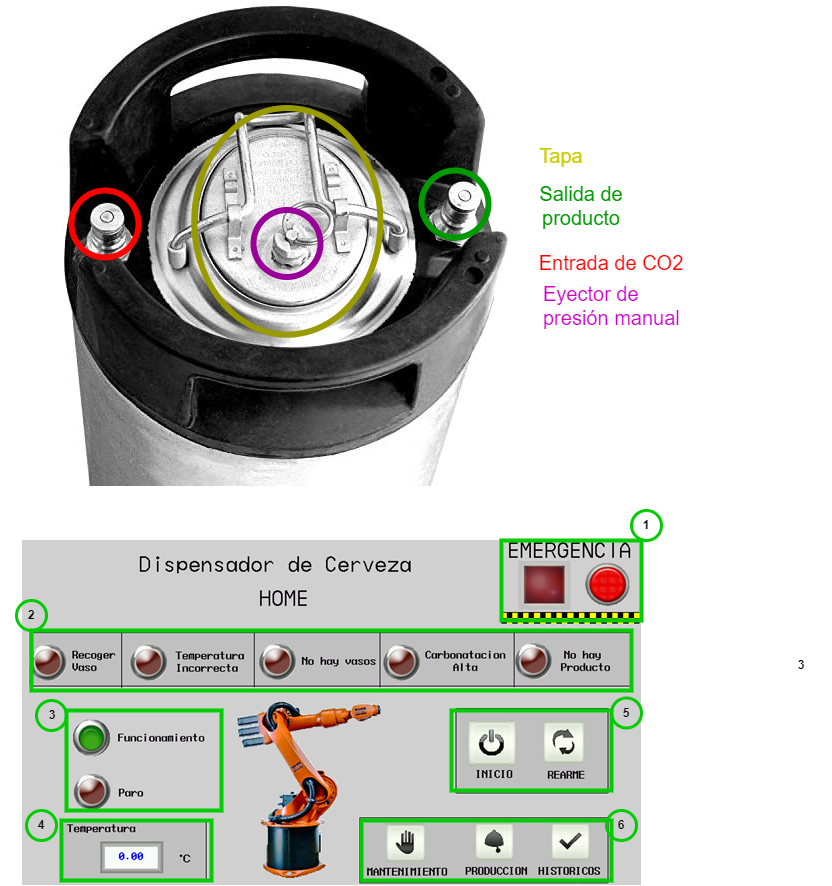 Tapa
Salida de
producto
Entrada de CO2
Eyector de
presión manual
1
EMERGENCIA
Dispensador de Cerveza
HOME
2
Recoger
Vaso
Temperatura
Incorrecta
No hay vasos
Carbonatacion
Alta
No hay
Producto
3
3
Funcionamiento
Paro
5
INICIO
REARME
4
Temperatura
0.00
°C
6
MANTENIMIENTO
PRODUCCION
HISTORICOS